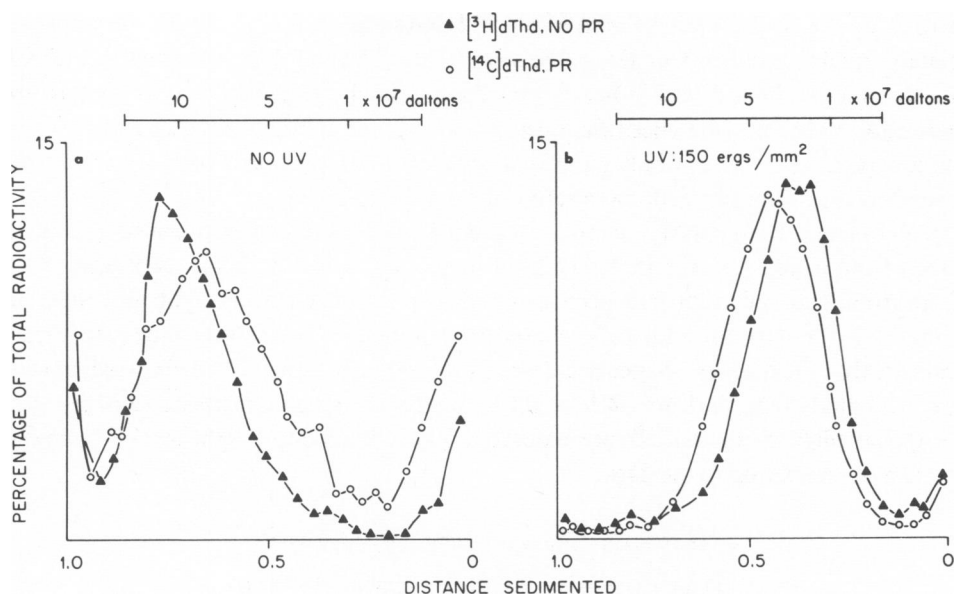 ▲ [³H]dThd, NO PR
○ [¹⁴C]dThd, PR
10 5 1 x 10⁷ daltons
10 5 1 x 10⁷ daltons
15
a
NO UV
15
b
UV:150 ergs/mm²
PERCENTAGE OF TOTAL RADIOACTIVITY
1.0 0.5 0
1.0 0.5 0
DISTANCE SEDIMENTED